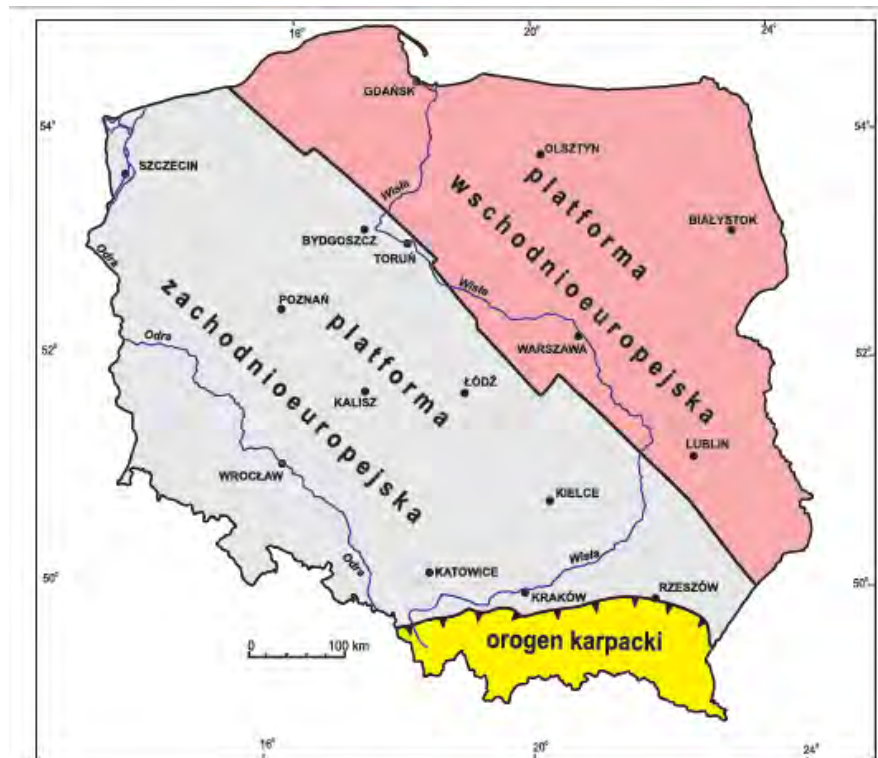 16°
20°
24°
54°
54°
GDAŃSK
OLSZTYN
SZCZECIN
Wisła
platforma
wschodnioeuropejska
BIAŁYSTOK
BYDGOSZCZ
TORUŃ
Odra
Wisła
POZNAŃ
zachodnioeuropejska
platforma
WARSZAWA
52°
52°
Odra
KALISZ
ŁÓDŹ
LUBLIN
WROCŁAW
KIELCE
Odra
Wisła
50°
50°
KATOWICE
KRAKÓW
RZESZÓW
0 100 km
orogen karpacki
16°
20°
24°